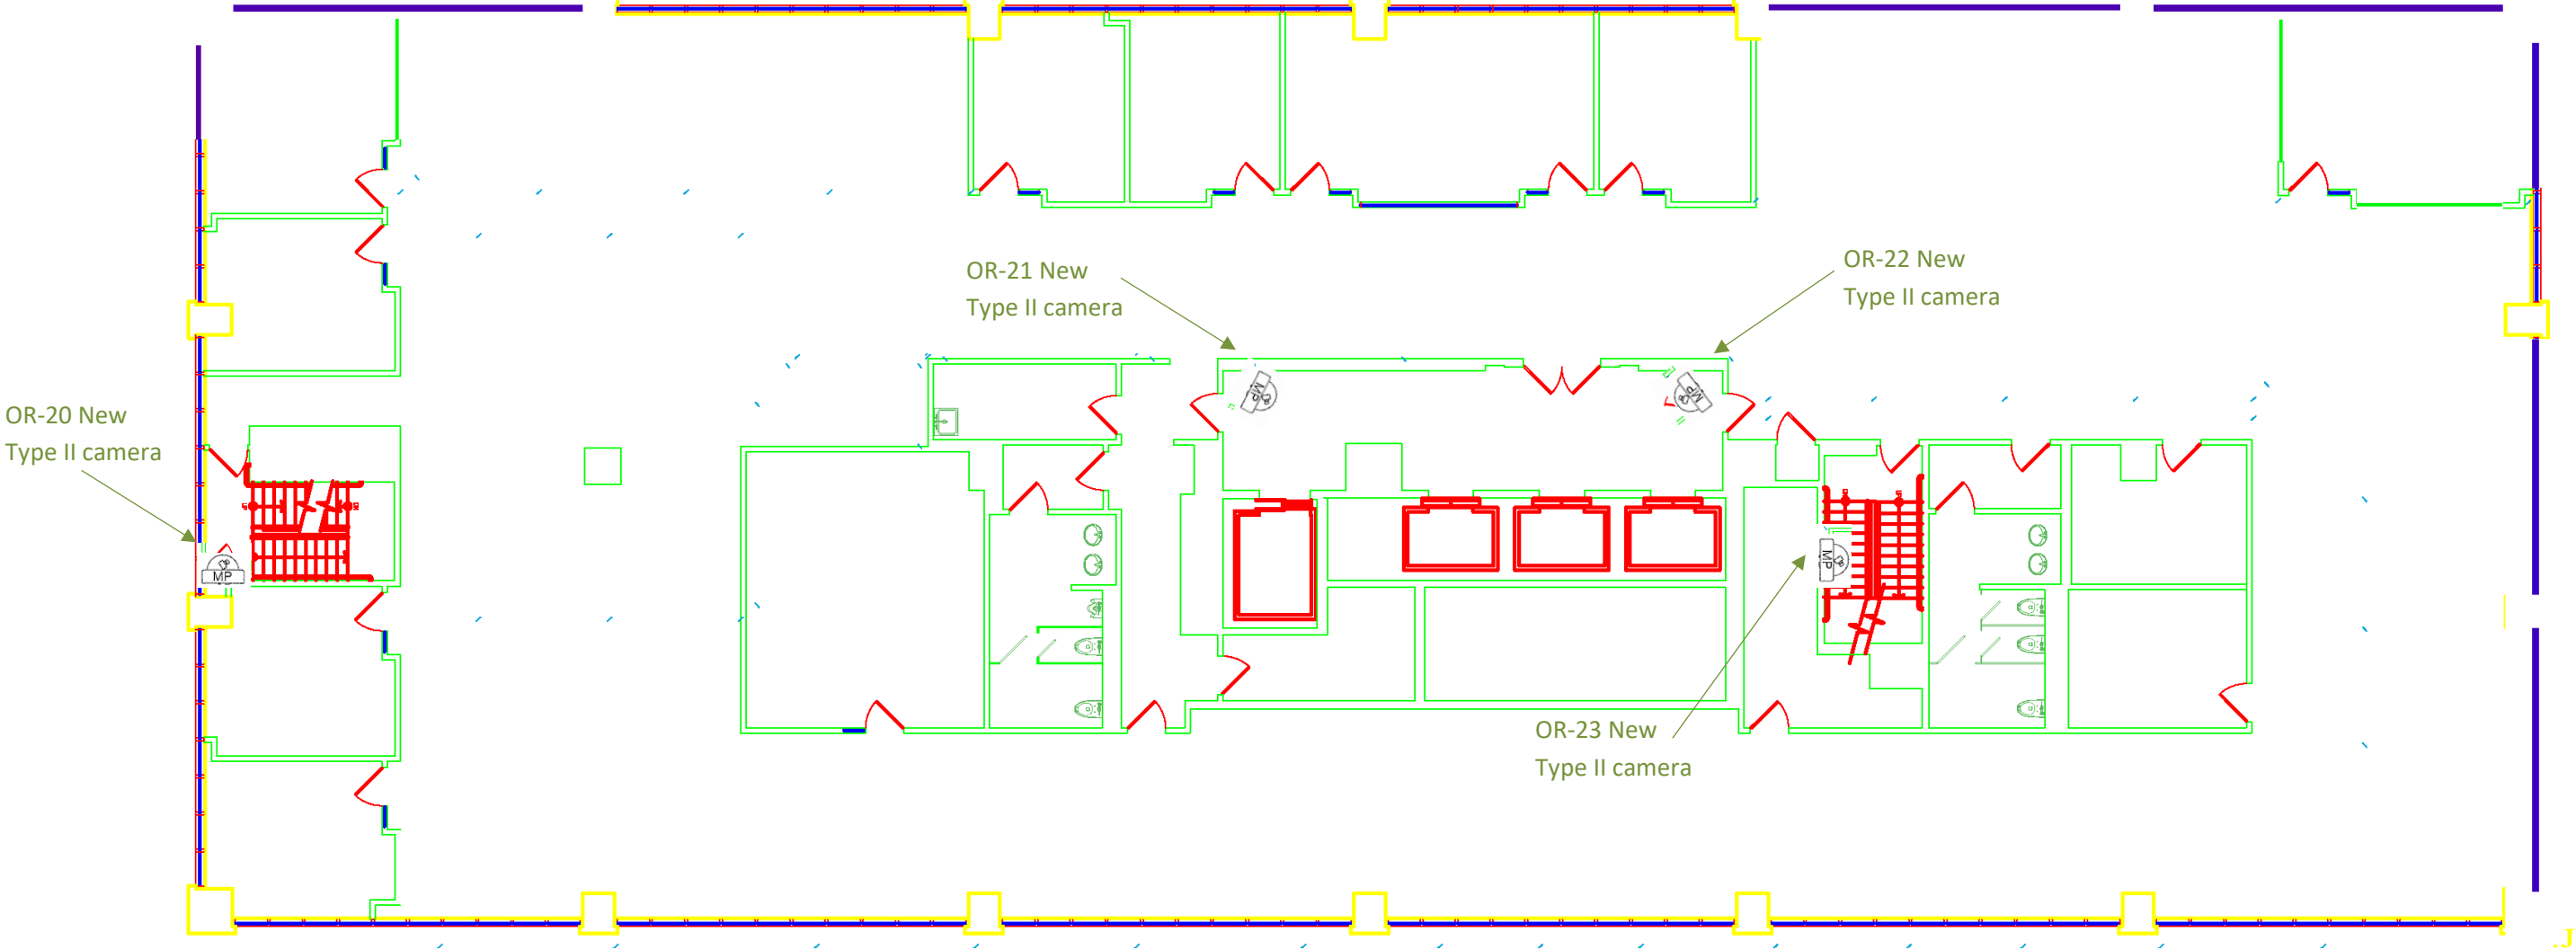 OR-21 New
Type II camera
OR-22 New
Type II camera
OR-20 New
Type II camera
MP
MP
MP
MP
OR-23 New
Type II camera